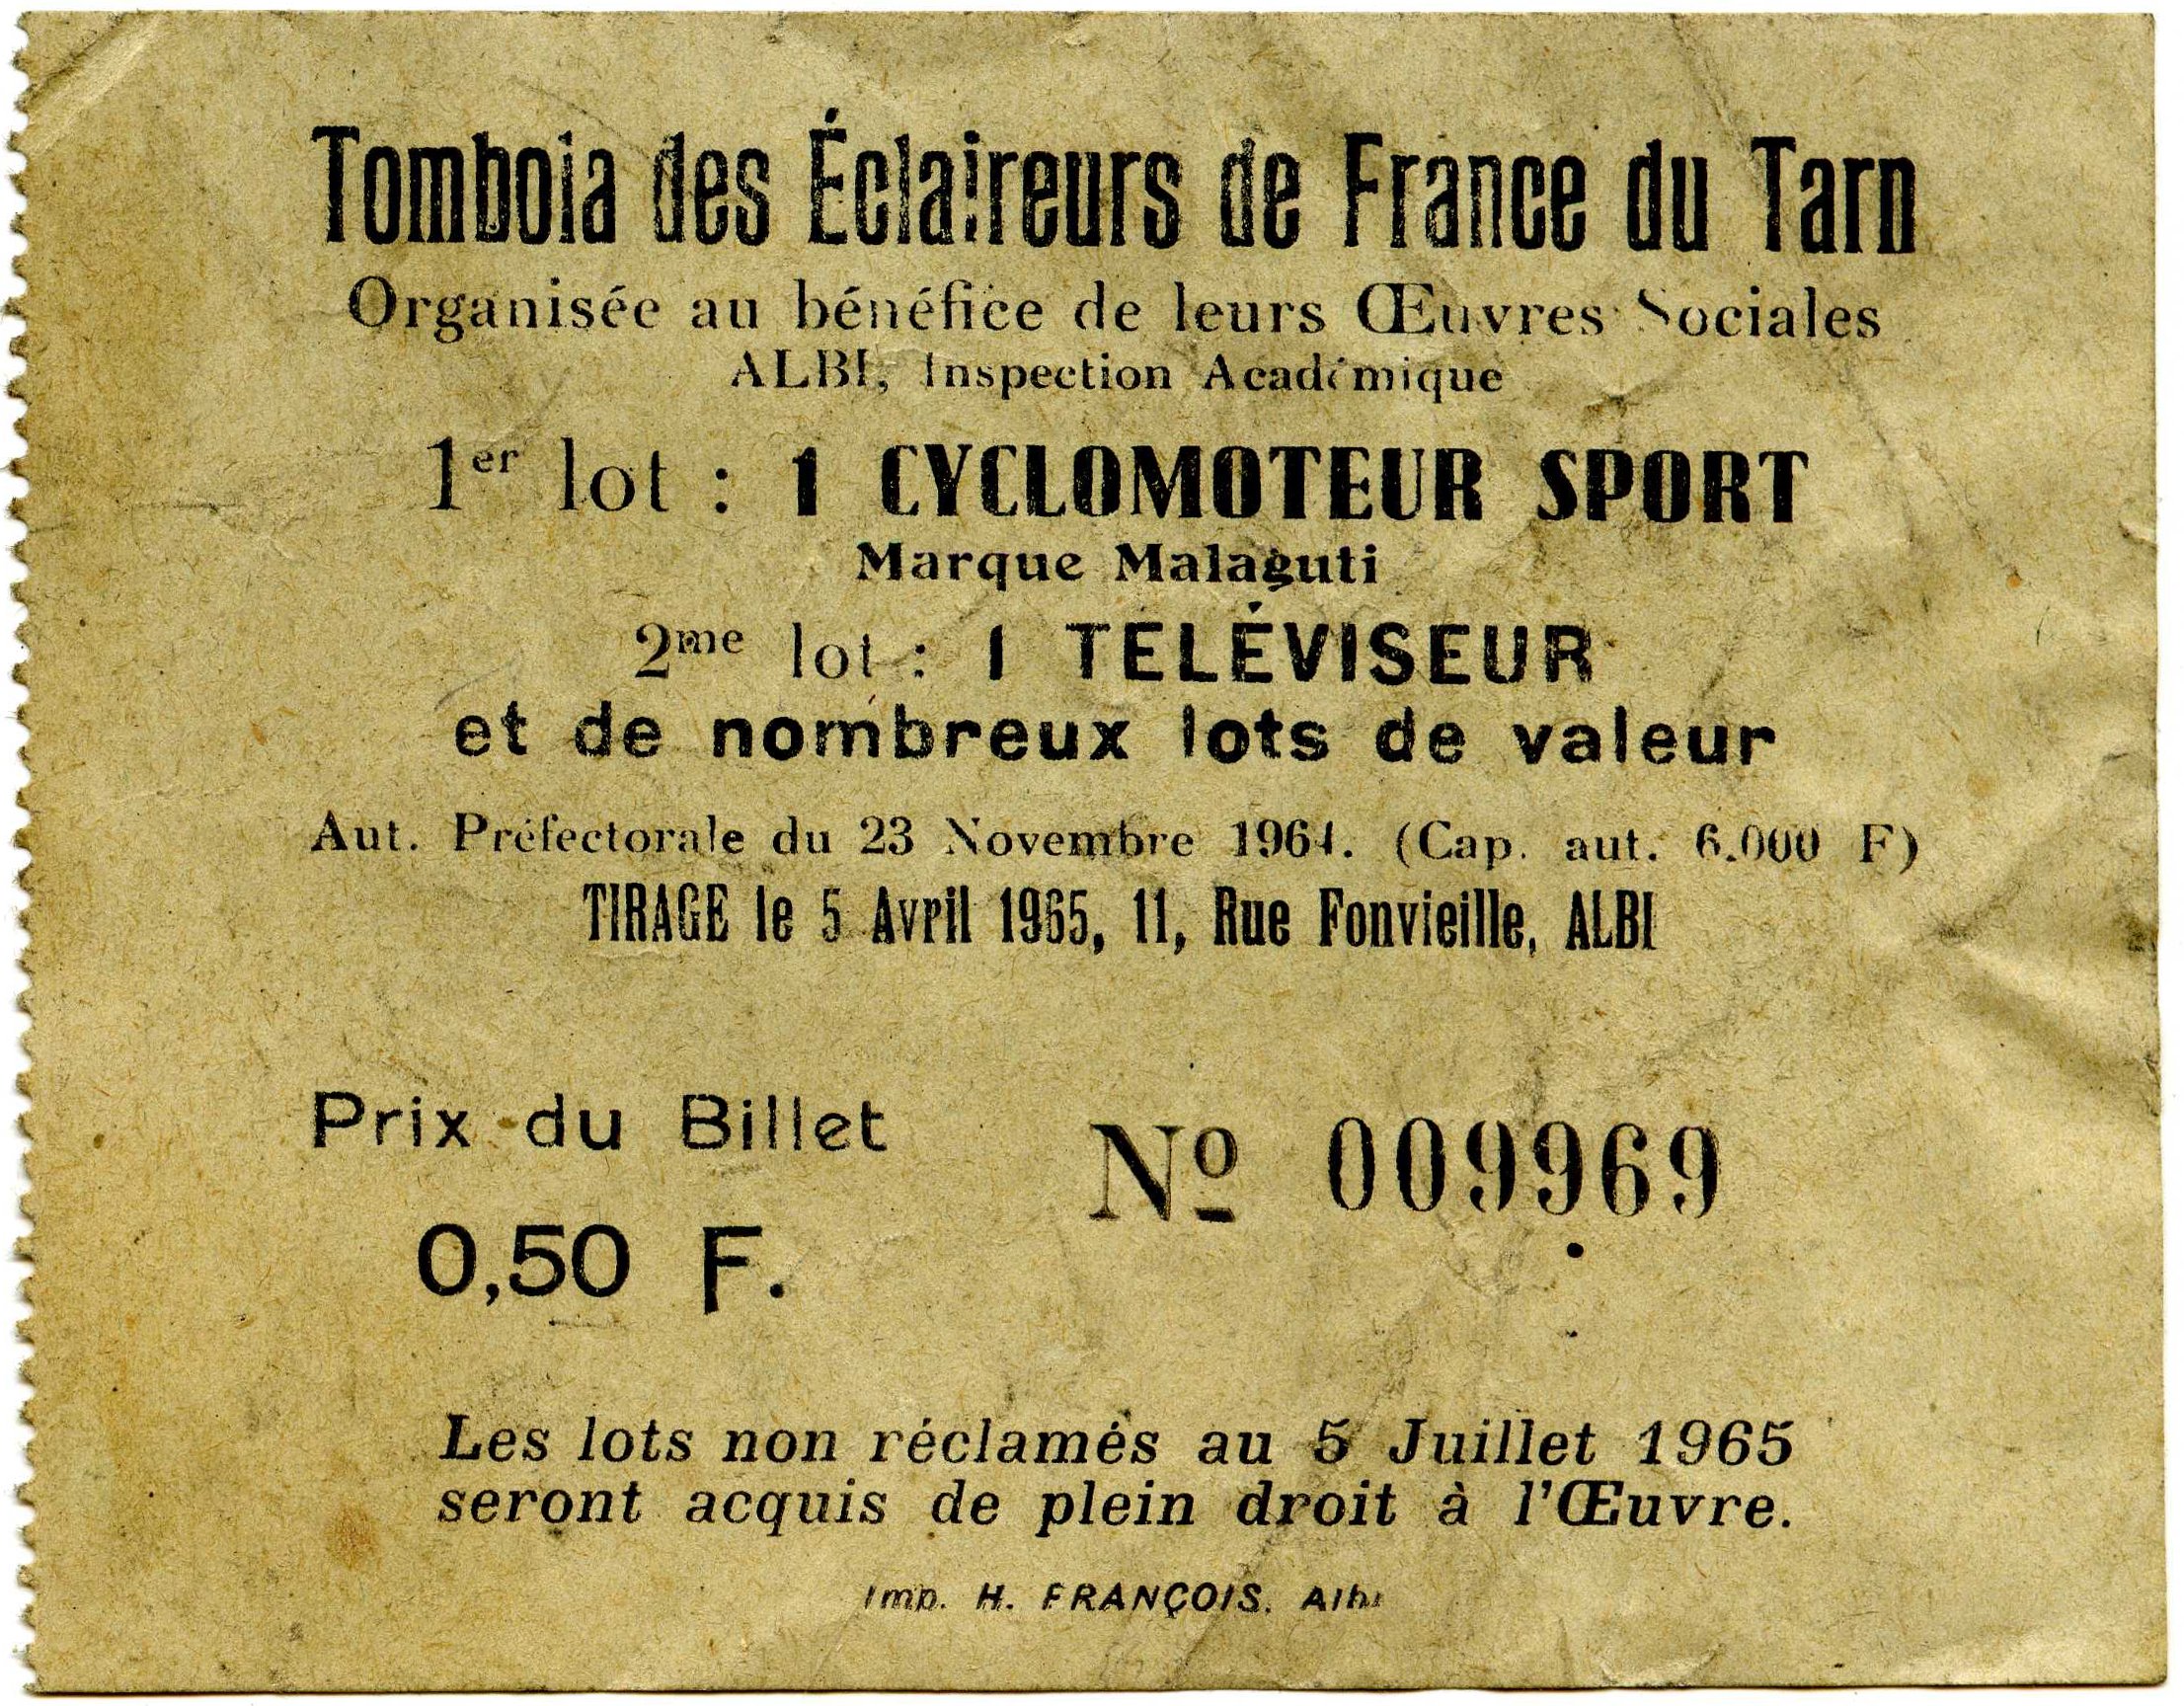 Tombola des Éclaireurs de France du Tarn
Organisée au bénéfice de leurs Œuvres Sociales
ALBI, Inspection Académique
1er lot : 1 CYCLOMOTEUR SPORT
Marque Malaguti
2me lot : 1 TELÉVISEUR
et de nombreux lots de valeur
Aut. Préfectorale du 23 Novembre 1964. (Cap. aut. 6.000 F)
TIRAGE le 5 Avril 1965, 11, Rue Fonvieille, ALBI
Prix du Billet
Nº 009969
0,50 F.
Les lots non réclamés au 5 Juillet 1965
seront acquis de plein droit à l'Œuvre.
Imp. H. FRANÇOIS. Albi